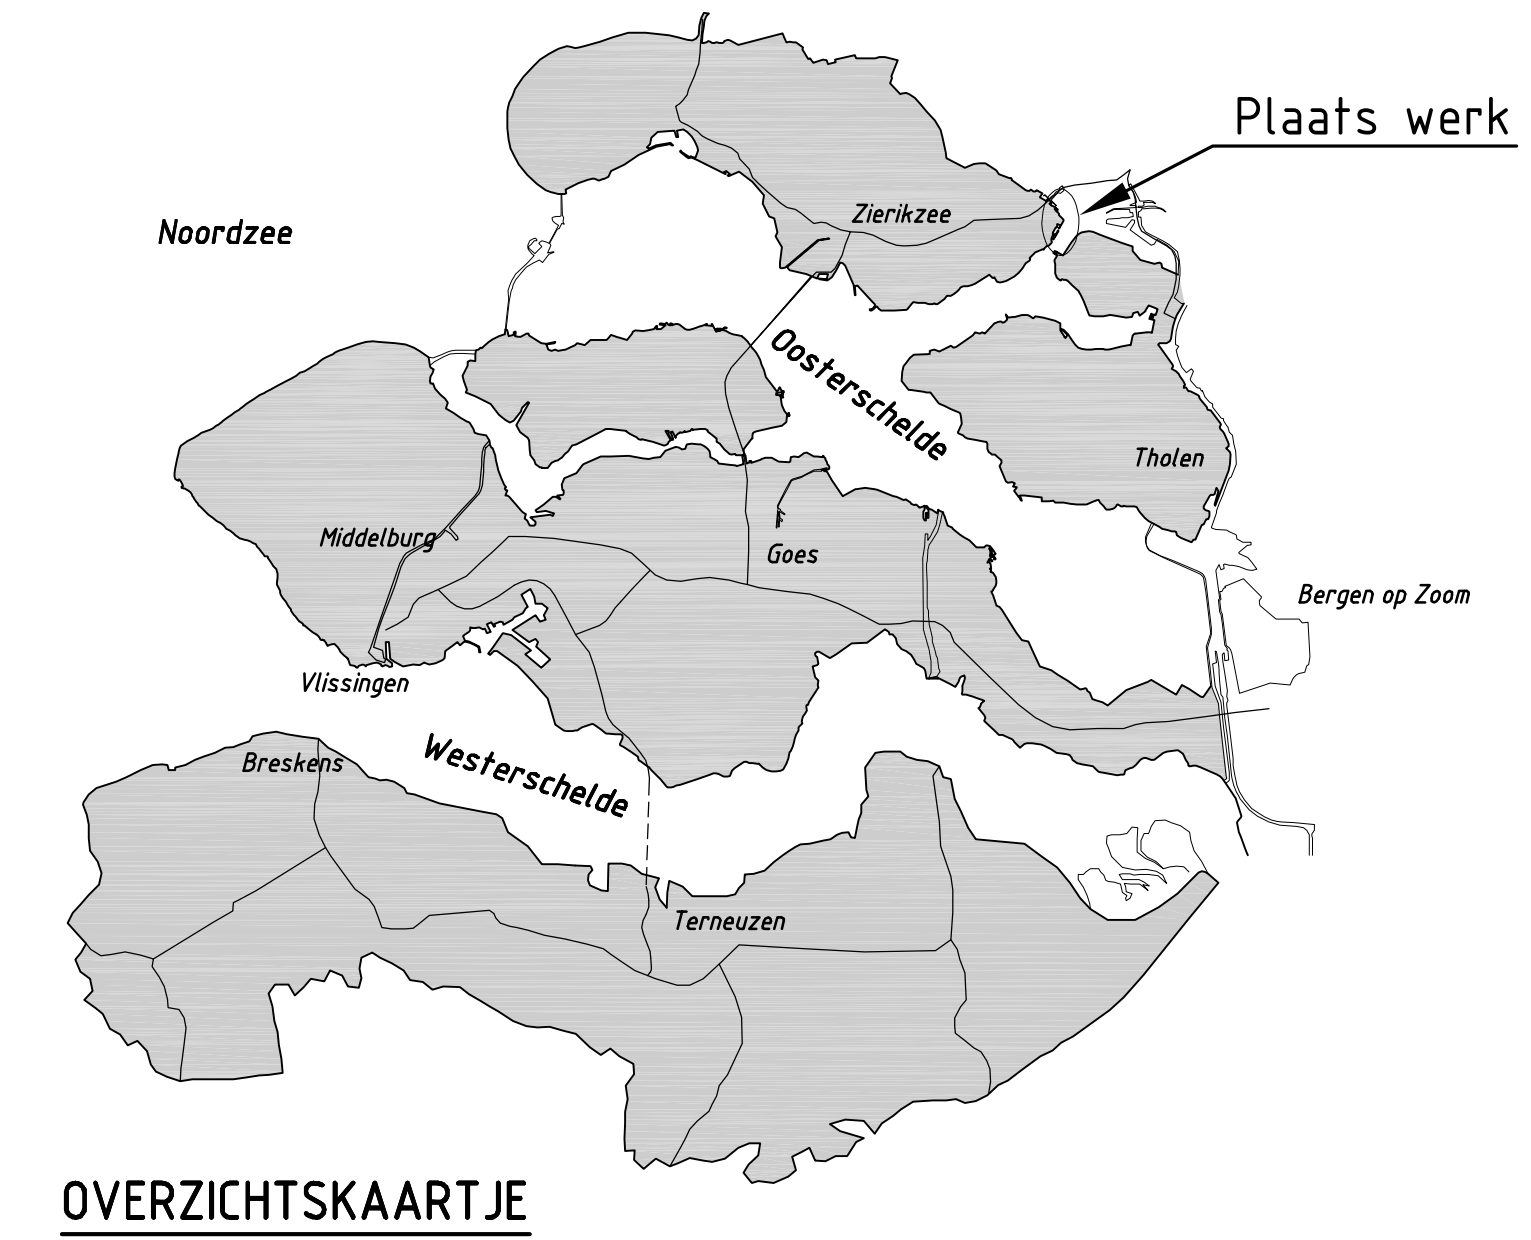 Plaats werk
Zierikzee
Noordzee
Oosterschelde
Tholen
Middelburg
Goes
Bergen op Zoom
Vlissingen
Westerschelde
Breskens
Terneuzen
OVERZICHTSKAARTJE